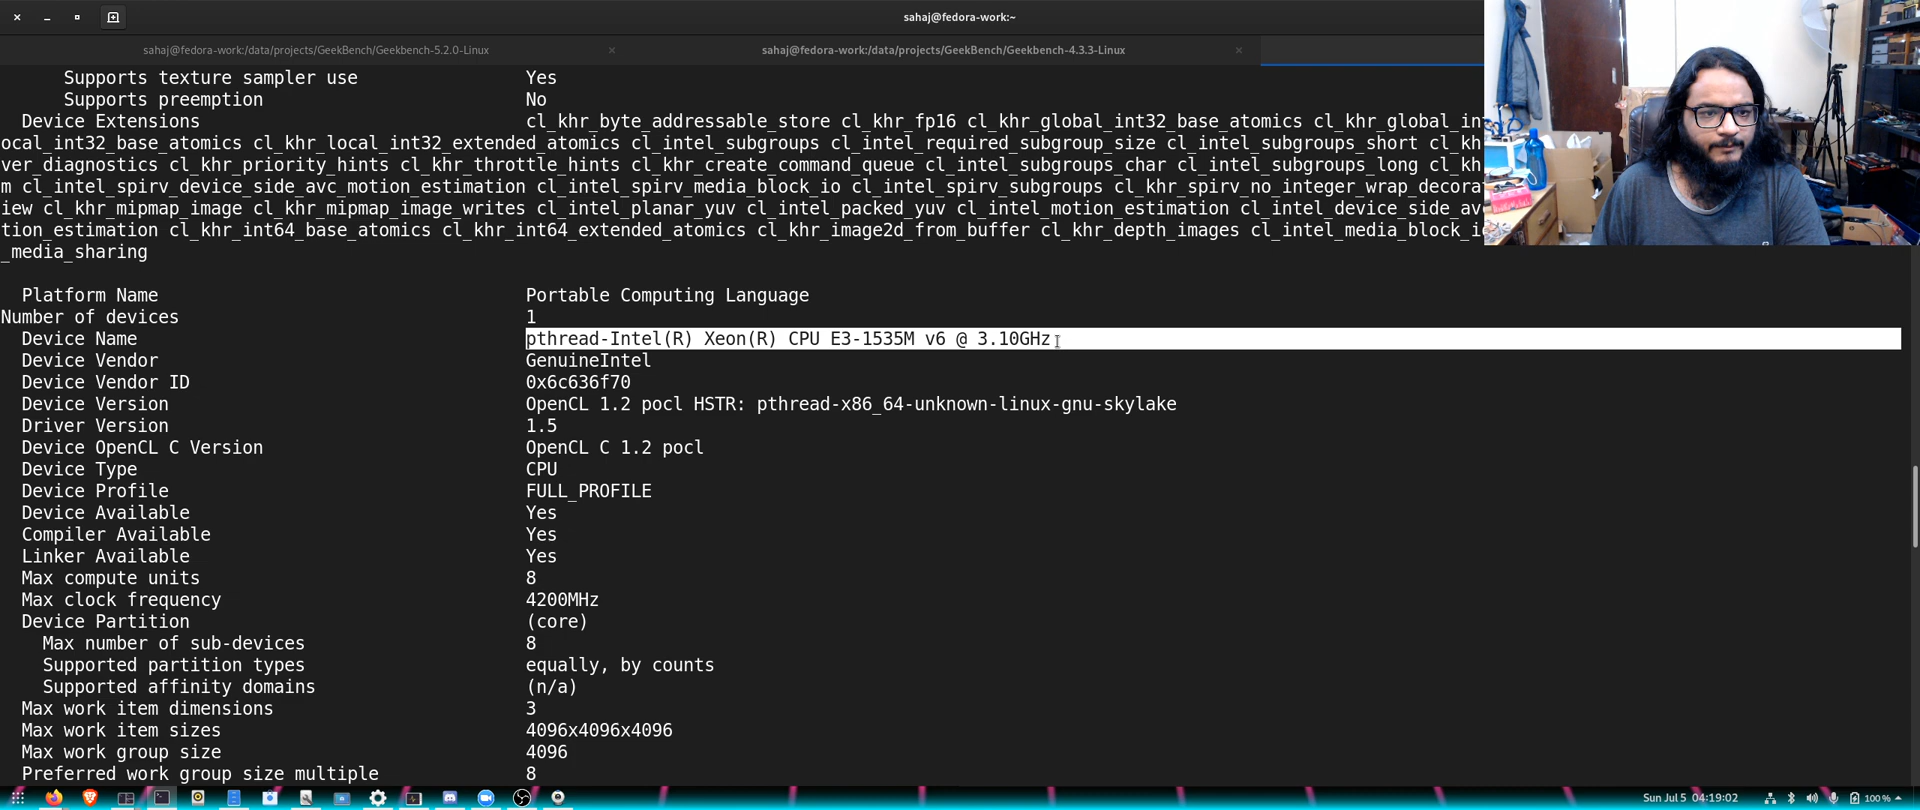 sahaj@fedora-work:~
sahaj@fedora-work:/data/projects/GeekBench/Geekbench-5.2.0-Linux
sahaj@fedora-work:/data/projects/GeekBench/Geekbench-4.3.3-Linux
Supports texture sampler use Yes
Supports preemption No
Device Extensions cl_khr_byte_addressable_store cl_khr_fp16 cl_khr_global_int32_base_atomics cl_khr_global_in
ocal_int32_base_atomics cl_khr_local_int32_extended_atomics cl_intel_subgroups cl_intel_required_subgroup_size cl_intel_subgroups_short cl_kh
ver_diagnostics cl_khr_priority_hints cl_khr_throttle_hints cl_khr_create_command_queue cl_intel_subgroups_char cl_intel_subgroups_long cl_kh
m cl_intel_spirv_device_side_avc_motion_estimation cl_intel_spirv_media_block_io cl_intel_spirv_subgroups cl_khr_spirv_no_integer_wrap_decora
iew cl_khr_mipmap_image cl_khr_mipmap_image_writes cl_intel_planar_yuv cl_intel_packed_yuv cl_intel_motion_estimation cl_intel_device_side_av
tion_estimation cl_khr_int64_base_atomics cl_khr_int64_extended_atomics cl_khr_image2d_from_buffer cl_khr_depth_images cl_intel_media_block_i
_media_sharing
Platform Name Portable Computing Language
Number of devices 1
Device Name pthread-Intel(R) Xeon(R) CPU E3-1535M v6 @ 3.10GHz
Device Vendor GenuineIntel
Device Vendor ID 0x6c636f70
Device Version OpenCL 1.2 pocl HSTR: pthread-x86_64-unknown-linux-gnu-skylake
Driver Version 1.5
Device OpenCL C Version OpenCL C 1.2 pocl
Device Type CPU
Device Profile FULL_PROFILE
Device Available Yes
Compiler Available Yes
Linker Available Yes
Max compute units 8
Max clock frequency 4200MHz
Device Partition (core)
Max number of sub-devices 8
Supported partition types equally, by counts
Supported affinity domains (n/a)
Max work item dimensions 3
Max work item sizes 4096x4096x4096
Max work group size 4096
Preferred work group size multiple 8
Sun Jul 5 04:19:02 100 %